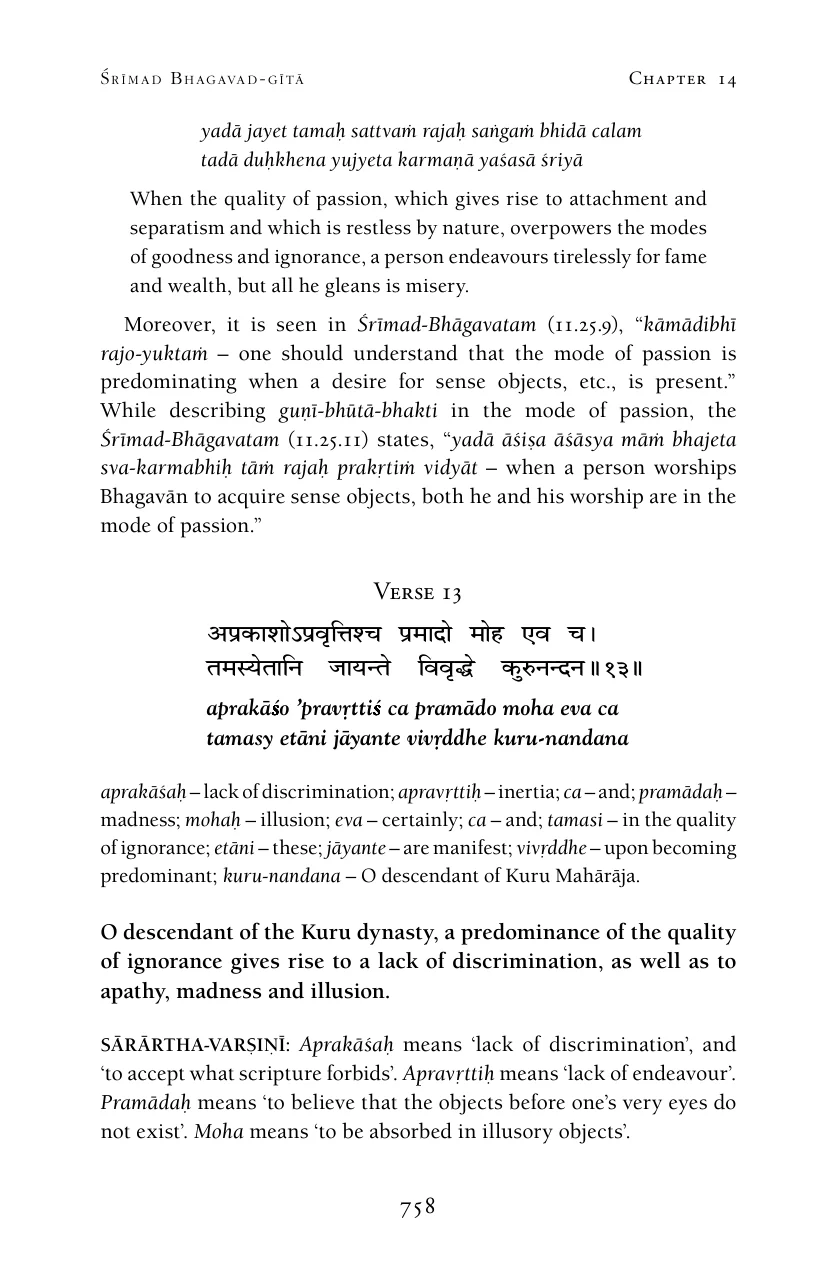 Śrīmad Bhagavad-gītā Chapter 14
yadā jayet tamaḥ sattvaṁ rajaḥ saṅgaṁ bhidā calam
tadā duḥkhena yujyeta karmaṇā yaśasā śriyā
When the quality of passion, which gives rise to attachment and
separatism and which is restless by nature, overpowers the modes
of goodness and ignorance, a person endeavours tirelessly for fame
and wealth, but all he gleans is misery.
Moreover, it is seen in Śrīmad-Bhāgavatam (11.25.9), “kāmādibhī
rajo-yuktaṁ – one should understand that the mode of passion is
predominating when a desire for sense objects, etc., is present.”
While describing guṇī-bhūtā-bhakti in the mode of passion, the
Śrīmad-Bhāgavatam (11.25.11) states, “yadā āśiṣa āśāsya māṁ bhajeta
sva-karmabhiḥ tāṁ rajaḥ prakṛtiṁ vidyāt – when a person worships
Bhagavān to acquire sense objects, both he and his worship are in the
mode of passion.”
Verse 13
अप्रकाशोऽप्रवृत्तिश्च प्रमादो मोह एव च।
तमस्येतानि जायन्ते विवृद्धे कुरुनन्दन॥१३॥
aprakāśo ’pravṛttiś ca pramādo moha eva ca
tamasy etāni jāyante vivṛddhe kuru-nandana
aprakāśaḥ – lack of discrimination; apravṛttiḥ – inertia; ca – and; pramādaḥ –
madness; mohaḥ – illusion; eva – certainly; ca – and; tamasi – in the quality
of ignorance; etāni – these; jāyante – are manifest; vivṛddhe – upon becoming
predominant; kuru-nandana – O descendant of Kuru Mahārāja.
O descendant of the Kuru dynasty, a predominance of the quality
of ignorance gives rise to a lack of discrimination, as well as to
apathy, madness and illusion.
SĀRĀRTHA-VARṢIṆĪ: Aprakāśaḥ means ‘lack of discrimination’, and
‘to accept what scripture forbids’. Apravṛttiḥ means ‘lack of endeavour’.
Pramādaḥ means ‘to believe that the objects before one’s very eyes do
not exist’. Moha means ‘to be absorbed in illusory objects’.
758